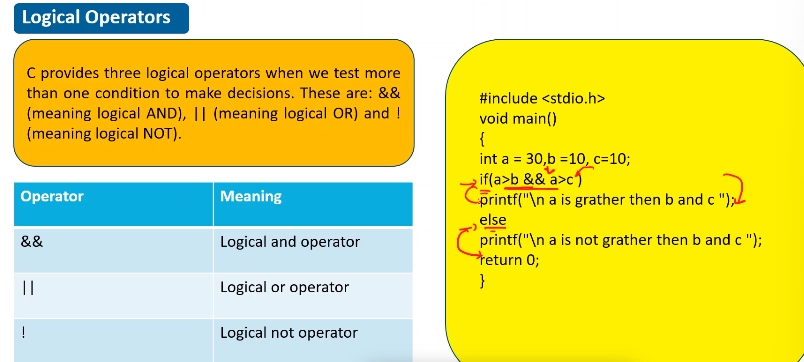 Logical Operators
C provides three logical operators when we test more
than one condition to make decisions. These are: &&
(meaning logical AND), || (meaning logical OR) and !
(meaning logical NOT).
Operator Meaning
&& Logical and operator
|| Logical or operator
! Logical not operator
#include <stdio.h>
void main()
{
int a = 30,b =10, c=10;
if(a>b && a>c )
printf("\n a is grather then b and c ");
else
printf("\n a is not grather then b and c ");
return 0;
}